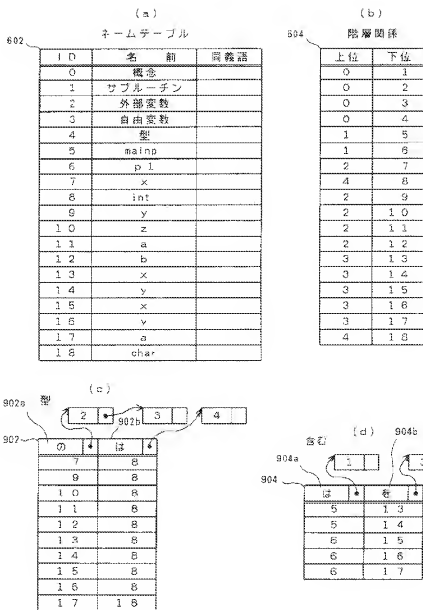 (a)
ネームテーブル
602
ID 名前 同義語
0 概念
1 サブルーチン
2 外部変数
3 自由変数
4 型
5 mainp
6 p1
7 x
8 int
9 y
10 z
11 a
12 b
13 x
14 y
15 x
16 y
17 a
18 char
(b)
階層関係
604
上位 下位
0 1
0 2
0 3
0 4
1 5
1 6
2 7
4 8
2 9
2 10
2 11
2 12
3 13
3 14
3 15
3 16
3 17
4 18
(c)
型
902a
902b
2 3 4
902
の は
7 8
9 8
10 8
11 8
12 8
13 8
14 8
15 8
16 8
17 18
(d)
含む
904a
904b
1
904
は を
5 13
5 14
6 15
6 16
6 17